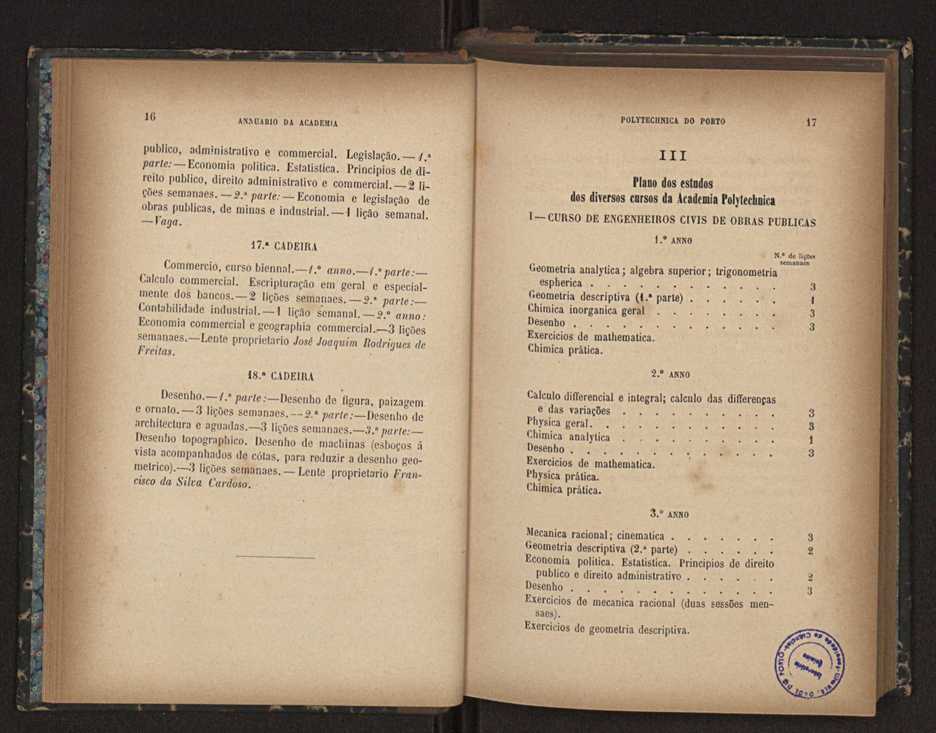 16
ANNUARIO DA ACADEMIA
publico, administrativo e commercial. Legislação. — 1.ª
parte: — Economia politica. Estatistica. Principios de di-
reito publico, direito administrativo e commercial. — 2 li-
ções semanaes. — 2.ª parte: — Economia e legislação de
obras publicas, de minas e industrial. — 1 lição semanal.
— Vaga.
17.ª CADEIRA
Commercio, curso biennal. — 1.º anno. — 1.ª parte: —
Calculo commercial. Escripturação em geral e especial-
mente dos bancos. — 2 lições semanaes. — 2.ª parte: —
Contabilidade industrial. — 1 lição semanal. — 2.º anno:
Economia commercial e geographia commercial. — 3 lições
semanaes. — Lente proprietario José Joaquim Rodrigues de
Freitas.
18.ª CADEIRA
Desenho. — 1.ª parte: — Desenho de figura, paizagem
e ornato. — 3 lições semanaes. — 2.ª parte: — Desenho de
architectura e aguadas. — 3 lições semanaes. — 3.ª parte: —
Desenho topographico. Desenho de machinas (esboços á
vista acompanhados de cótas, para reduzir a desenho geo-
metrico). — 3 lições semanaes. — Lente proprietario Fran-
cisco da Silva Cardoso.
POLYTECHNICA DO PORTO
17
III
Plano dos estudos
dos diversos cursos da Academia Polytechnica
I — CURSO DE ENGENHEIROS CIVIS DE OBRAS PUBLICAS
1.º ANNO
N.º de lições
semanaes
Geometria analytica; algebra superior; trigonometria
espherica . . . . . . . . . . . . 3
Geometria descriptiva (1.ª parte) . . . . . . 1
Chimica inorganica geral . . . . . . . . 3
Desenho . . . . . . . . . . . . . 3
Exercicios de mathematica.
Chimica prática.
2.º ANNO
Calculo differencial e integral; calculo das differenças
e das variações . . . . . . . . . . 3
Physica geral. . . . . . . . . . . . 3
Chimica analytica . . . . . . . . . . 1
Desenho . . . . . . . . . . . . . 3
Exercicios de mathematica.
Physica prática.
Chimica prática.
3.º ANNO
Mecanica racional; cinematica . . . . . . . 3
Geometria descriptiva (2.ª parte) . . . . . . 2
Economia politica. Estatistica. Principios de direito
publico e direito administrativo . . . . . . 2
Desenho . . . . . . . . . . . . . 3
Exercicios de mecanica racional (duas sessões men-
saes).
Exercicios de geometria descriptiva.